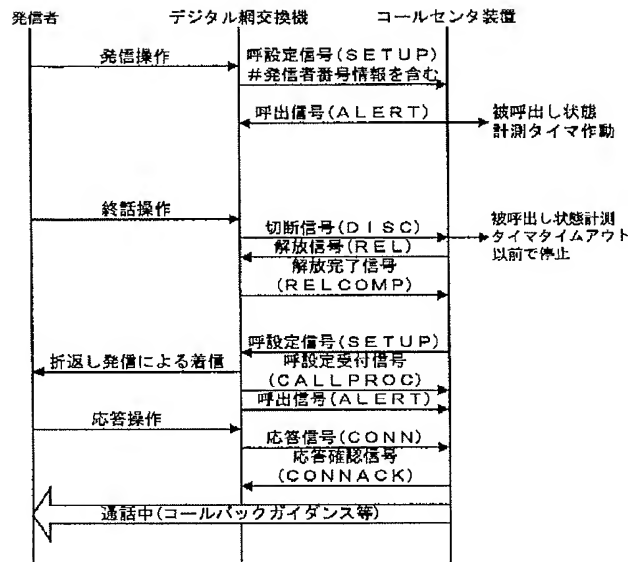 発信者
デジタル網交換機
コールセンタ装置
発信操作
呼設定信号(SETUP)
#発信者番号情報を含む
呼出信号(ALERT)
被呼出し状態
計測タイマ作動
終話操作
切断信号(DISC)
被呼出し状態計測
タイマタイムアウト
以前で停止
解放信号(REL)
解放完了信号
(RELCOMP)
呼設定信号(SETUP)
折返し発信による着信
呼設定受付信号
(CALLPROC)
呼出信号(ALERT)
応答操作
応答信号(CONN)
応答確認信号
(CONNACK)
通話中(コールバックガイダンス等)